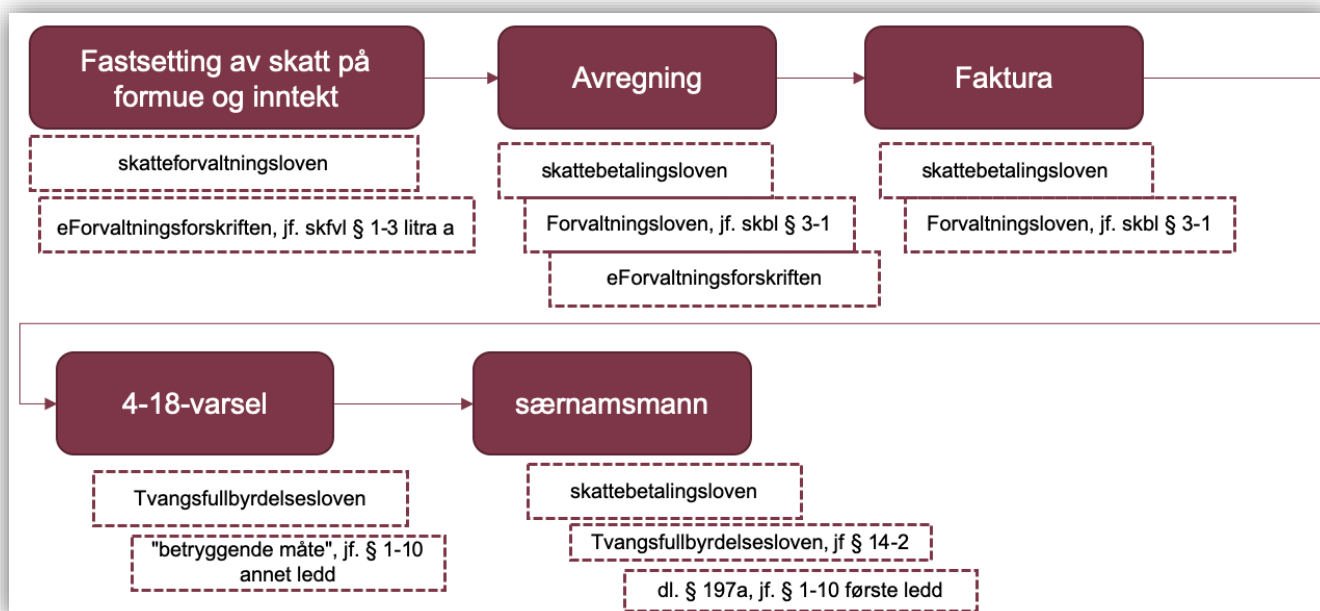 Fastsetting av skatt på
formue og inntekt
skatteforvaltningsloven
eForvaltningsforskriften, jf. skfvl § 1-3 litra a
Avregning
skattebetalingsloven
Forvaltningsloven, jf. skbl § 3-1
eForvaltningsforskriften
Faktura
skattebetalingsloven
Forvaltningsloven, jf. skbl § 3-1
4-18-varsel
Tvangsfullbyrdelsesloven
"betryggende måte", jf. § 1-10
annet ledd
særnamsmann
skattebetalingsloven
Tvangsfullbyrdelsesloven, jf § 14-2
dl. § 197a, jf. § 1-10 første ledd